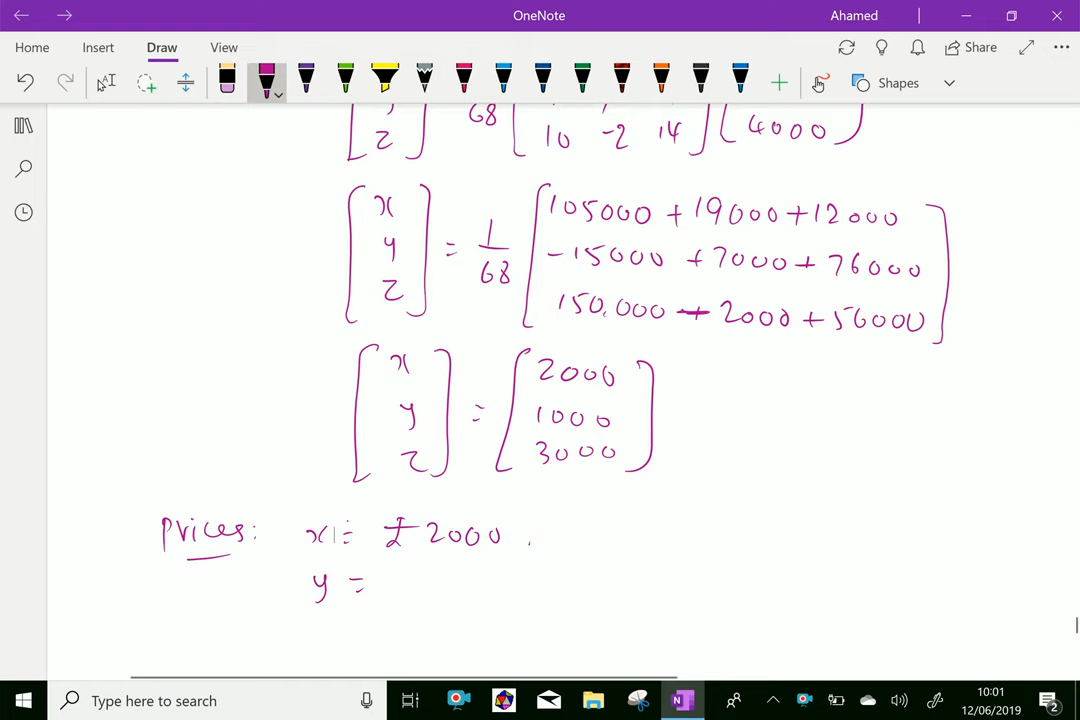 OneNote Ahamed
Home Insert Draw View Share
[ z ] 68 [ 10 -2 14 ] [ 4000 ]
[ x y z ] = 1/68 [ 105000 + 19000 + 12000
-15000 + 7000 + 76000
150,000 - 2000 + 56000 ]
[ x y z ] = [ 2000
1000
3000 ]
Prices: x = £2000.
y =
Shapes
Type here to search
10:01
12/06/2019
2